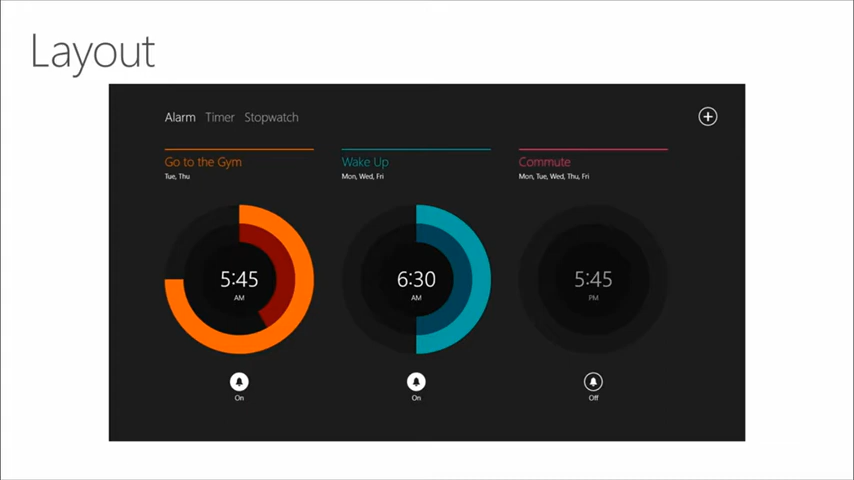 Layout
Alarm Timer Stopwatch
Go to the Gym
Tue, Thu
Wake Up
Mon, Wed, Fri
Commute
Mon, Tue, Wed, Thu, Fri
5:45
AM
6:30
AM
5:45
PM
On
On
Off